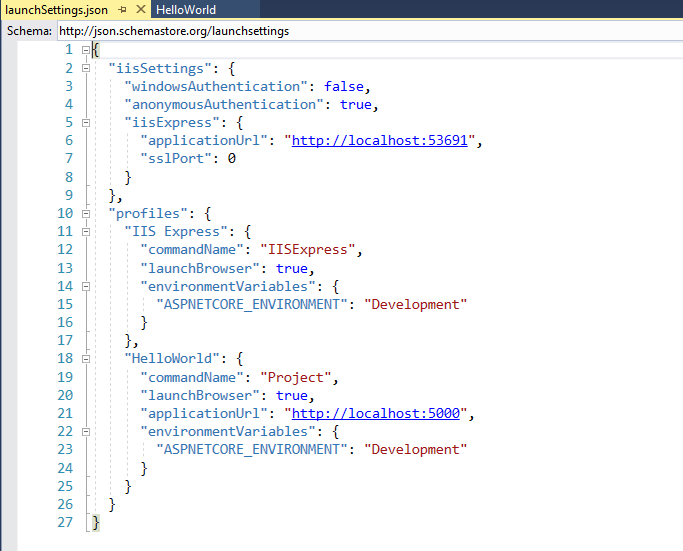 launchSettings.json HelloWorld
Schema: http://json.schemastore.org/launchsettings
1 {
2 "iisSettings": {
3 "windowsAuthentication": false,
4 "anonymousAuthentication": true,
5 "iisExpress": {
6 "applicationUrl": "http://localhost:53691",
7 "sslPort": 0
8 }
9 },
10 "profiles": {
11 "IIS Express": {
12 "commandName": "IISExpress",
13 "launchBrowser": true,
14 "environmentVariables": {
15 "ASPNETCORE_ENVIRONMENT": "Development"
16 }
17 },
18 "HelloWorld": {
19 "commandName": "Project",
20 "launchBrowser": true,
21 "applicationUrl": "http://localhost:5000",
22 "environmentVariables": {
23 "ASPNETCORE_ENVIRONMENT": "Development"
24 }
25 }
26 }
27 }